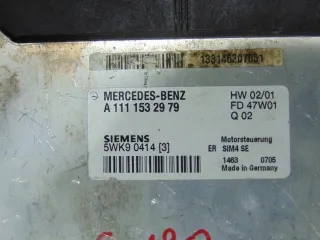 133146207051
MERCEDES-BENZ HW 02/01
A 111 153 29 79 FD 47W01
Q 02
SIEMENS Motorsteuerung
5WK9 0414 [3] ER SIM4 SE
1463 0705
Made in Germany